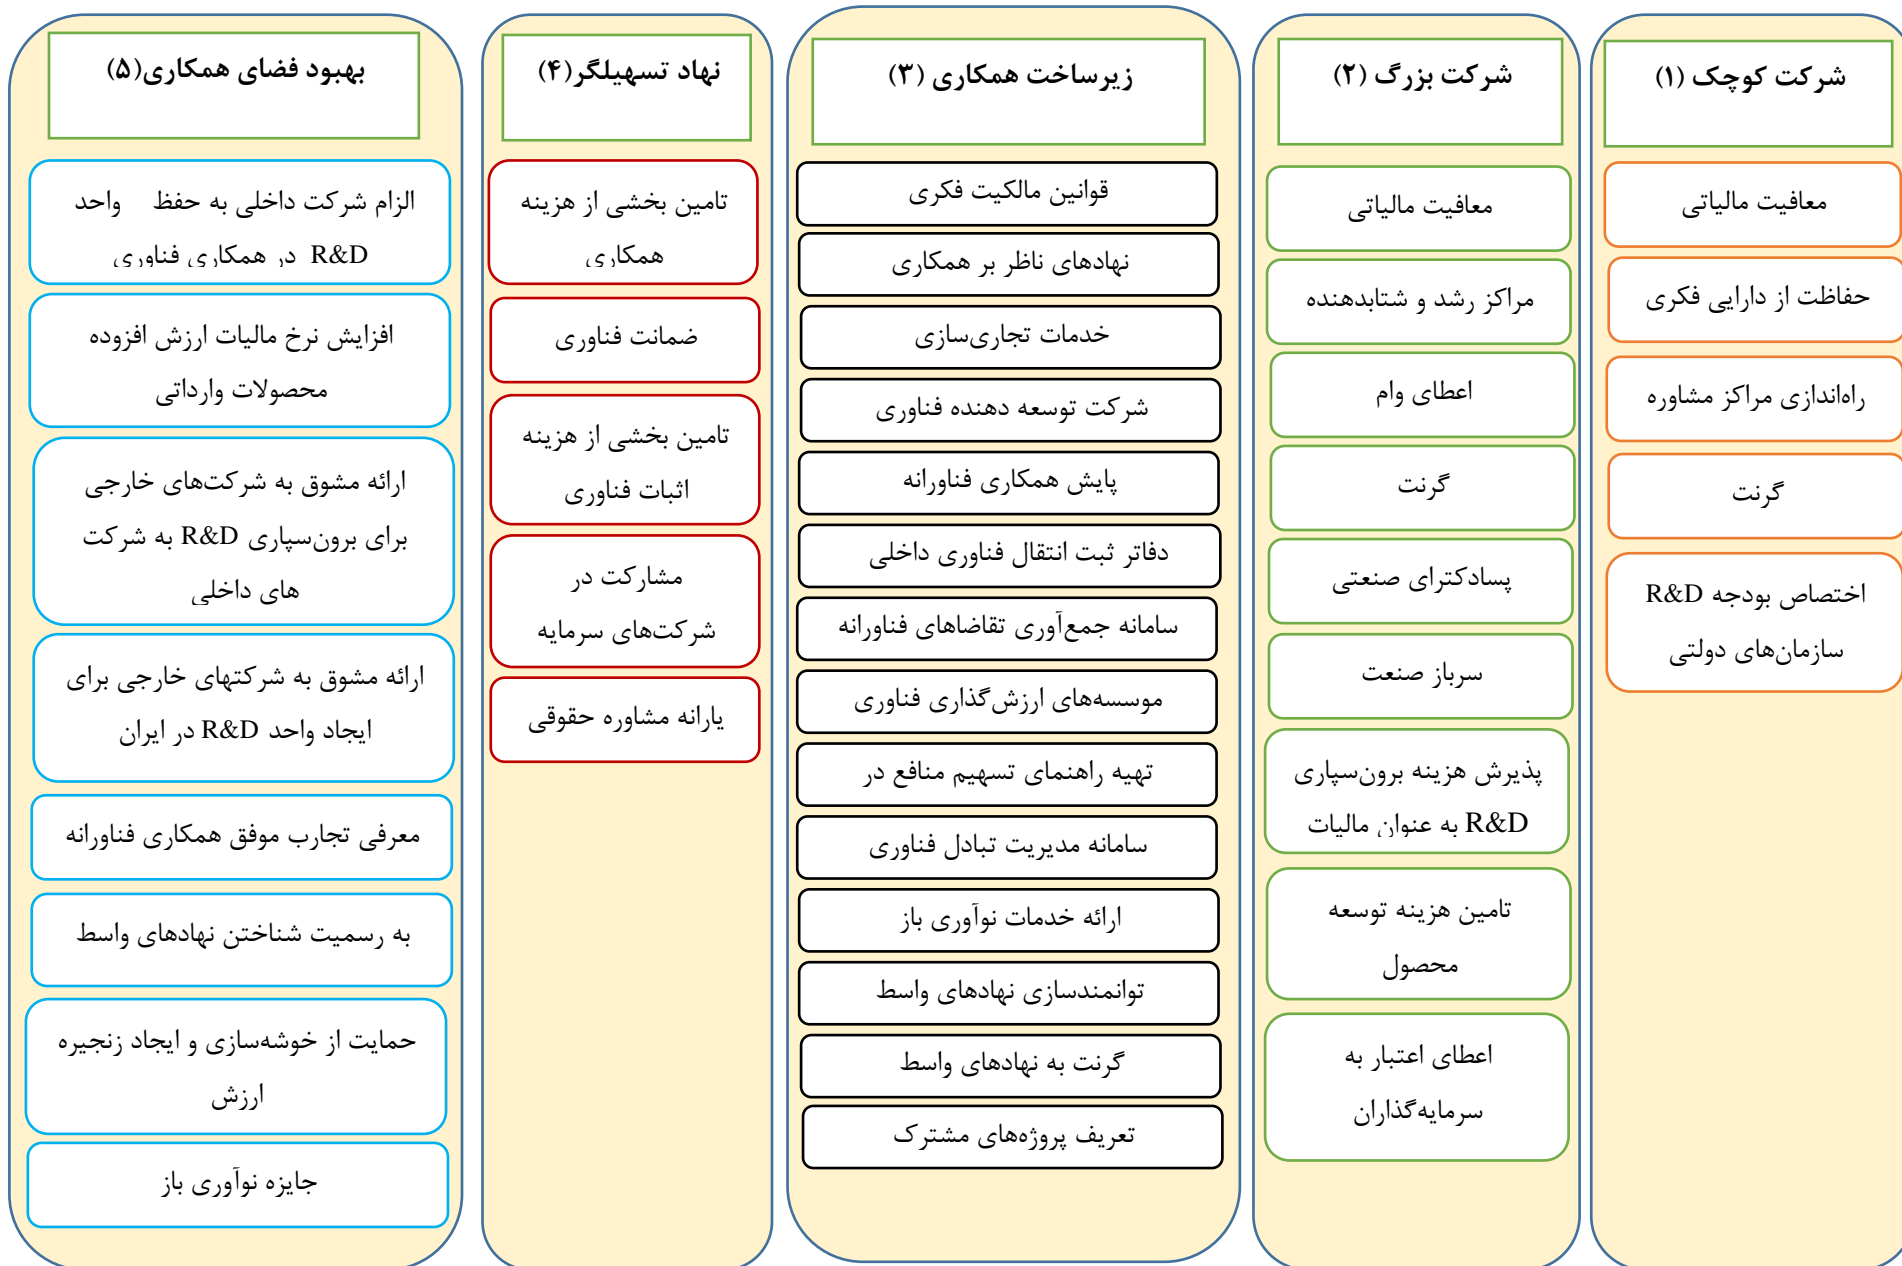 شرکت کوچک (۱)
معافیت مالیاتی
حفاظت از دارایی فکری
راه‌اندازی مراکز مشاوره
گرنت
اختصاص بودجه R&D
سازمان‌های دولتی
شرکت بزرگ (۲)
معافیت مالیاتی
مراکز رشد و شتابدهنده
اعطای وام
گرنت
پسادکترای صنعتی
سرباز صنعت
پذیرش هزینه برون‌سپاری
R&D به عنوان مالیات
تامین هزینه توسعه
محصول
اعطای اعتبار به
سرمایه‌گذاران
زیرساخت همکاری (۳)
قوانین مالکیت فکری
نهادهای ناظر بر همکاری
خدمات تجاری‌سازی
شرکت توسعه دهنده فناوری
پایش همکاری فناورانه
دفاتر ثبت انتقال فناوری داخلی
سامانه جمع‌آوری تقاضاهای فناورانه
موسسه‌های ارزش‌گذاری فناوری
تهیه راهنمای تسهیم منافع در
سامانه مدیریت تبادل فناوری
ارائه خدمات نوآوری باز
توانمندسازی نهادهای واسط
گرنت به نهادهای واسط
تعریف پروژه‌های مشترک
نهاد تسهیلگر(۴)
تامین بخشی از هزینه
همکاری
ضمانت فناوری
تامین بخشی از هزینه
اثبات فناوری
مشارکت در
شرکت‌های سرمایه
یارانه مشاوره حقوقی
بهبود فضای همکاری(۵)
الزام شرکت داخلی به حفظ واحد
R&D در همکاری فناوری
افزایش نرخ مالیات ارزش افزوده
محصولات وارداتی
ارائه مشوق به شرکت‌های خارجی
برای برون‌سپاری R&D به شرکت
های داخلی
ارائه مشوق به شرکتهای خارجی برای
ایجاد واحد R&D در ایران
معرفی تجارب موفق همکاری فناورانه
به رسمیت شناختن نهادهای واسط
حمایت از خوشه‌سازی و ایجاد زنجیره
ارزش
جایزه نوآوری باز